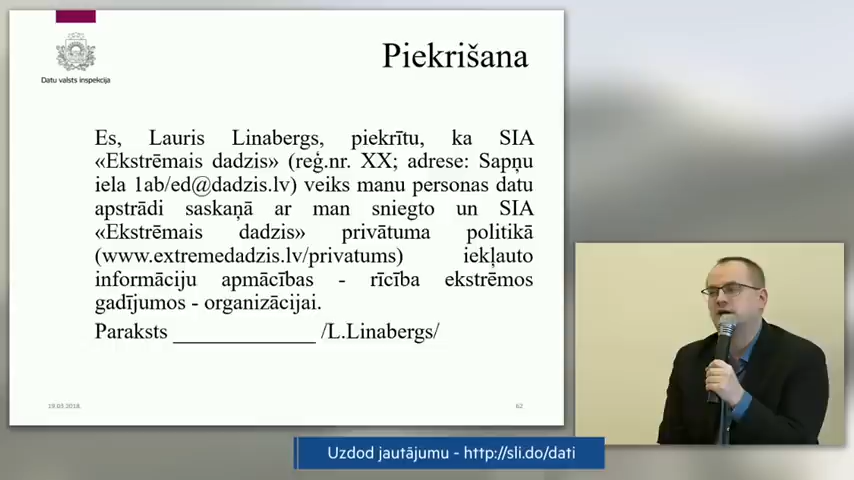 Piekrišana
Datu valsts inspekcija
Es, Lauris Linabergs, piekrītu, ka SIA
«Ekstrēmais dadzis» (reģ.nr. XX; adrese: Sapņu
iela 1ab/ed@dadzis.lv) veiks manu personas datu
apstrādi saskaņā ar man sniegto un SIA
«Ekstrēmais dadzis» privātuma politikā
(www.extremedadzis.lv/privatums) iekļauto
informāciju apmācības - rīcība ekstrēmos
gadījumos - organizācijai.
Paraksts _____________ /L.Linabergs/
19.03.2018.
62
Uzdod jautājumu - http://sli.do/dati